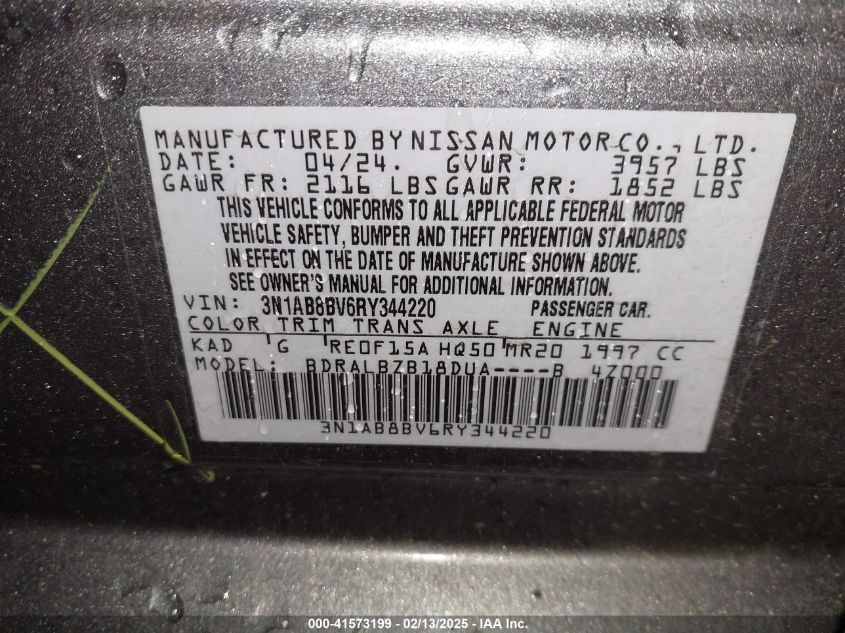 MANUFACTURED BY NISSAN MOTOR CO., LTD.
DATE: 04/24. GVWR: 3957 LBS
GAWR FR: 2116 LBS GAWR RR: 1852 LBS
THIS VEHICLE CONFORMS TO ALL APPLICABLE FEDERAL MOTOR
VEHICLE SAFETY, BUMPER AND THEFT PREVENTION STANDARDS
IN EFFECT ON THE DATE OF MANUFACTURE SHOWN ABOVE.
SEE OWNER'S MANUAL FOR ADDITIONAL INFORMATION.
VIN: 3N1AB8BV6RY344220 PASSENGER CAR.
COLOR TRIM TRANS AXLE ENGINE
KAD G RE0F15A HQ50 MR20 1997 CC
MODEL: BDRALBZB18DUA----B 4Z000
3N1AB8BV6RY344220
000-41573199 - 02/13/2025 - IAA Inc.